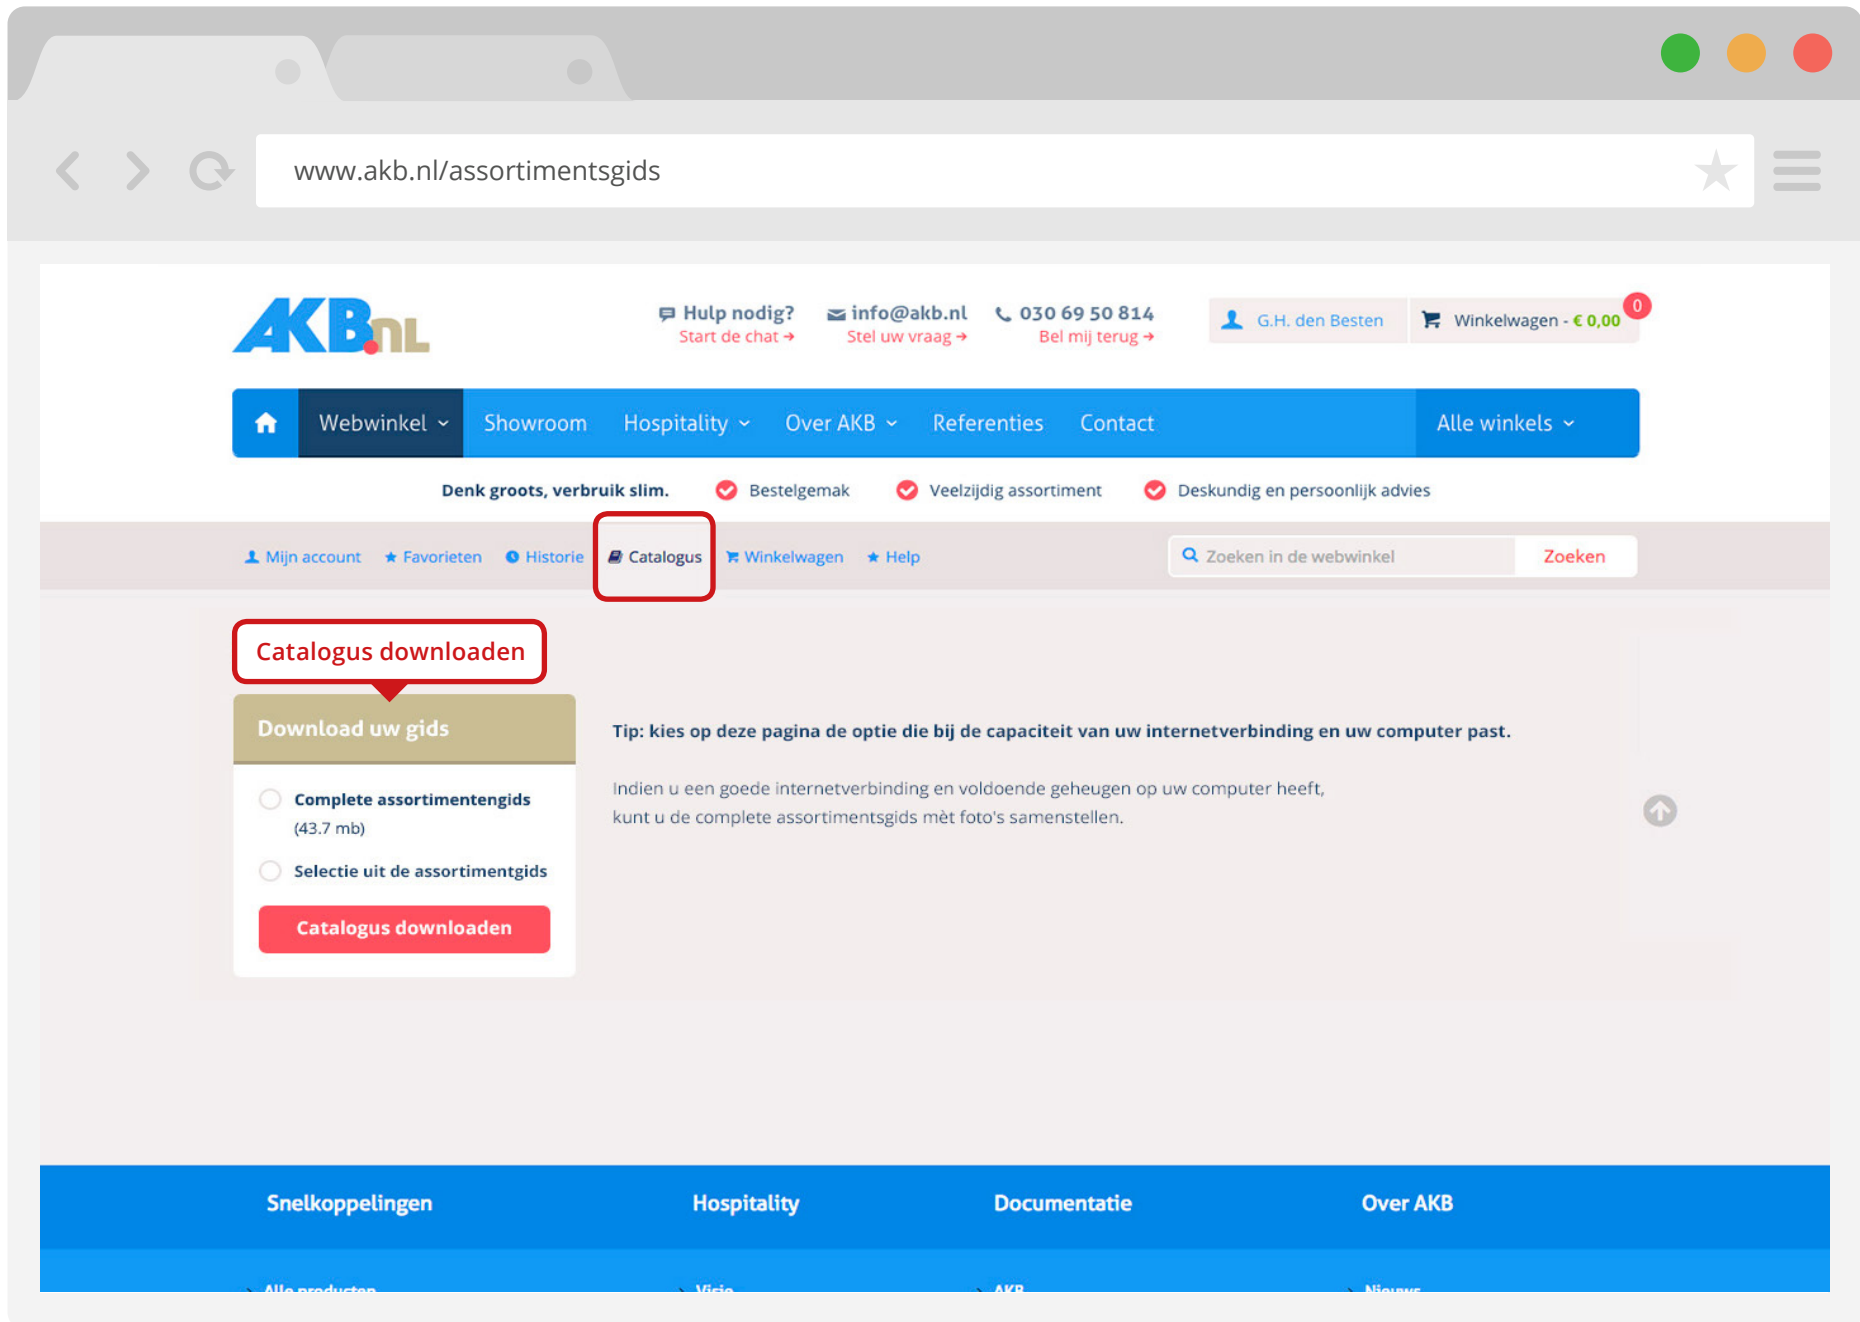 www.akb.nl/assortimentsgids
AKB.nl
Hulp nodig? info@akb.nl 030 69 50 814
Start de chat → Stel uw vraag → Bel mij terug →
G.H. den Besten Winkelwagen - € 0,00 0
Webwinkel Showroom Hospitality Over AKB Referenties Contact Alle winkels
Denk groots, verbruik slim. Bestelgemak Veelzijdig assortiment Deskundig en persoonlijk advies
Mijn account Favorieten Historie Catalogus Winkelwagen Help Zoeken in de webwinkel Zoeken
Catalogus downloaden
Download uw gids
Complete assortimentengids
(43.7 mb)
Selectie uit de assortimentgids
Catalogus downloaden
Tip: kies op deze pagina de optie die bij de capaciteit van uw internetverbinding en uw computer past.
Indien u een goede internetverbinding en voldoende geheugen op uw computer heeft,
kunt u de complete assortimentsgids mèt foto's samenstellen.
Snelkoppelingen Hospitality Documentatie Over AKB
Alle producten Visie AKB Nieuws